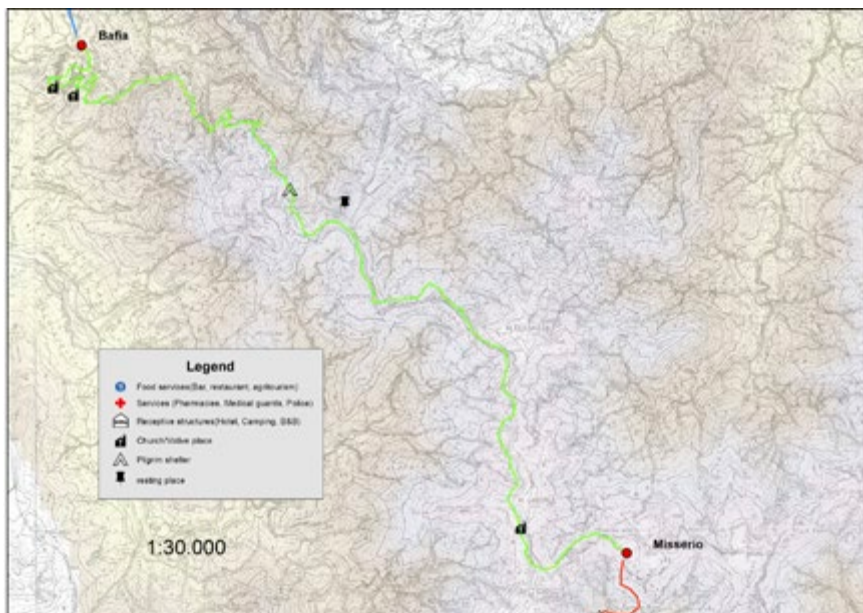 Bafia
Legend
Food services(Bar, restaurant, agritourism)
Services (Pharmacies, Medical guards, Police)
Receptive structures(Hotel, Camping, B&B)
Church/Votive place
Pilgrim shelter
resting place
1:30.000
Misserio